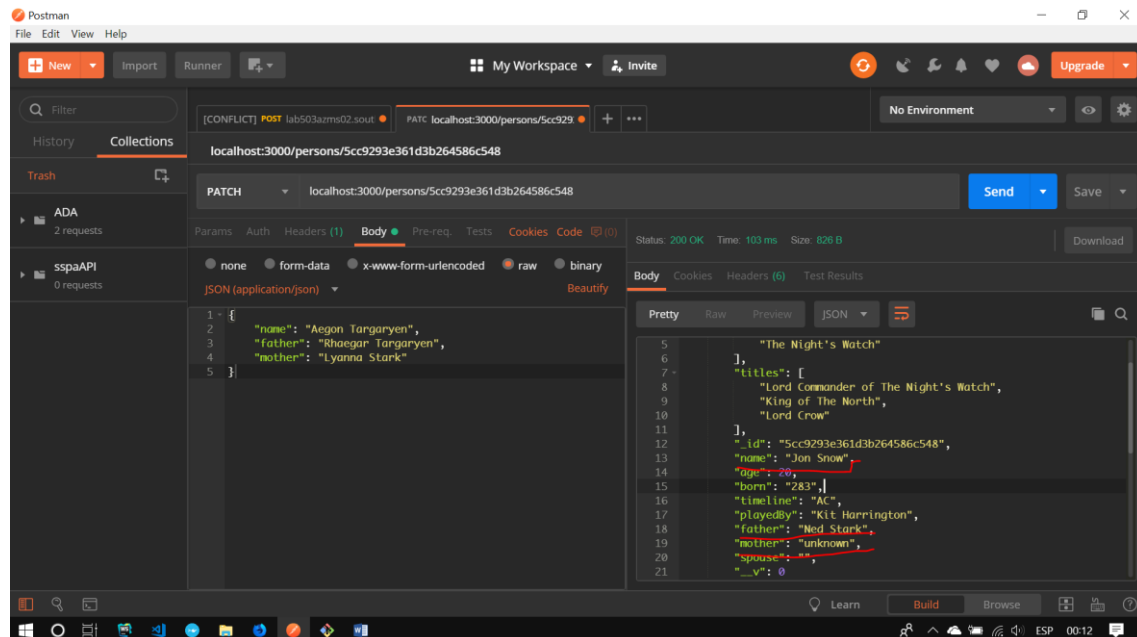 Postman
File Edit View Help
New Import Runner My Workspace Invite Upgrade
Filter
History Collections
Trash
ADA
2 requests
sspaAPI
0 requests
[CONFLICT] POST lab503azms02.sout PATC localhost:3000/persons/5cc929 No Environment
localhost:3000/persons/5cc9293e361d3b264586c548
PATCH localhost:3000/persons/5cc9293e361d3b264586c548 Send Save
Params Auth Headers (1) Body Pre-req. Tests Cookies Code (0)
none form-data x-www-form-urlencoded raw binary
JSON (application/json) Beautify
1 {
2 "name": "Aegon Targaryen",
3 "father": "Rhaegar Targaryen",
4 "mother": "Lyanna Stark"
5 }
Status: 200 OK Time: 103 ms Size: 826 B Download
Body Cookies Headers (6) Test Results
Pretty Raw Preview JSON
5 "The Night's Watch"
6 ],
7 "titles": [
8 "Lord Commander of The Night's Watch",
9 "King of The North",
10 "Lord Crow"
11 ],
12 "_id": "5cc9293e361d3b264586c548",
13 "name": "Jon Snow",
14 "age": 20,
15 "born": "283",
16 "timeline": "AC",
17 "playedBy": "Kit Harrington",
18 "father": "Ned Stark",
19 "mother": "unknown",
20 "spouse": "",
21 "__v": 0
Learn Build Browse
ESP 00:12